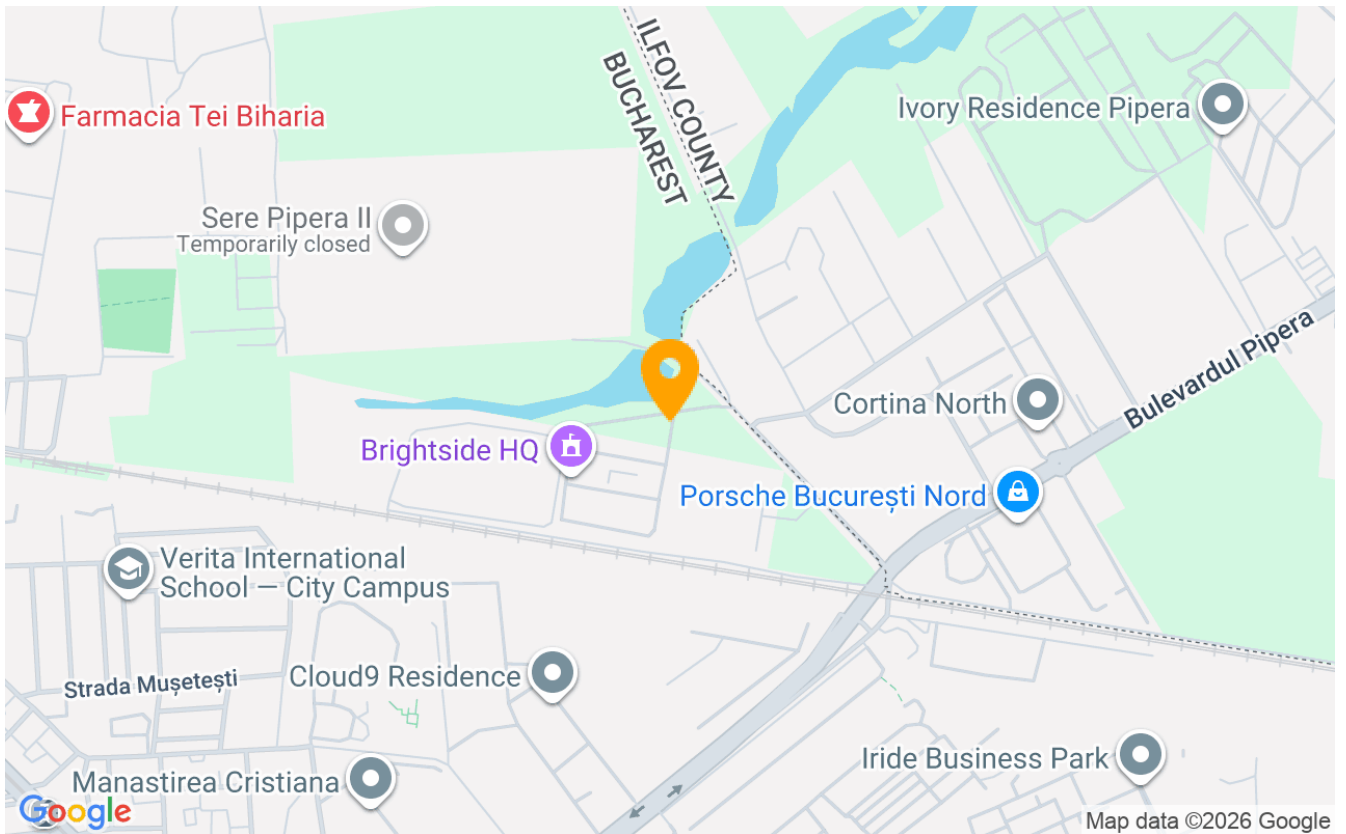 ILFOV COUNTY
BUCHAREST
Ivory Residence Pipera
Farmacia Tei Biharia
Sere Pipera II
Temporarily closed
Bulevardul Pipera
Cortina North
Brightside HQ
Porsche București Nord
Verita International
School — City Campus
Cloud9 Residence
Strada Mușetești
Iride Business Park
Manastirea Cristiana
Google
Map data ©2026 Google